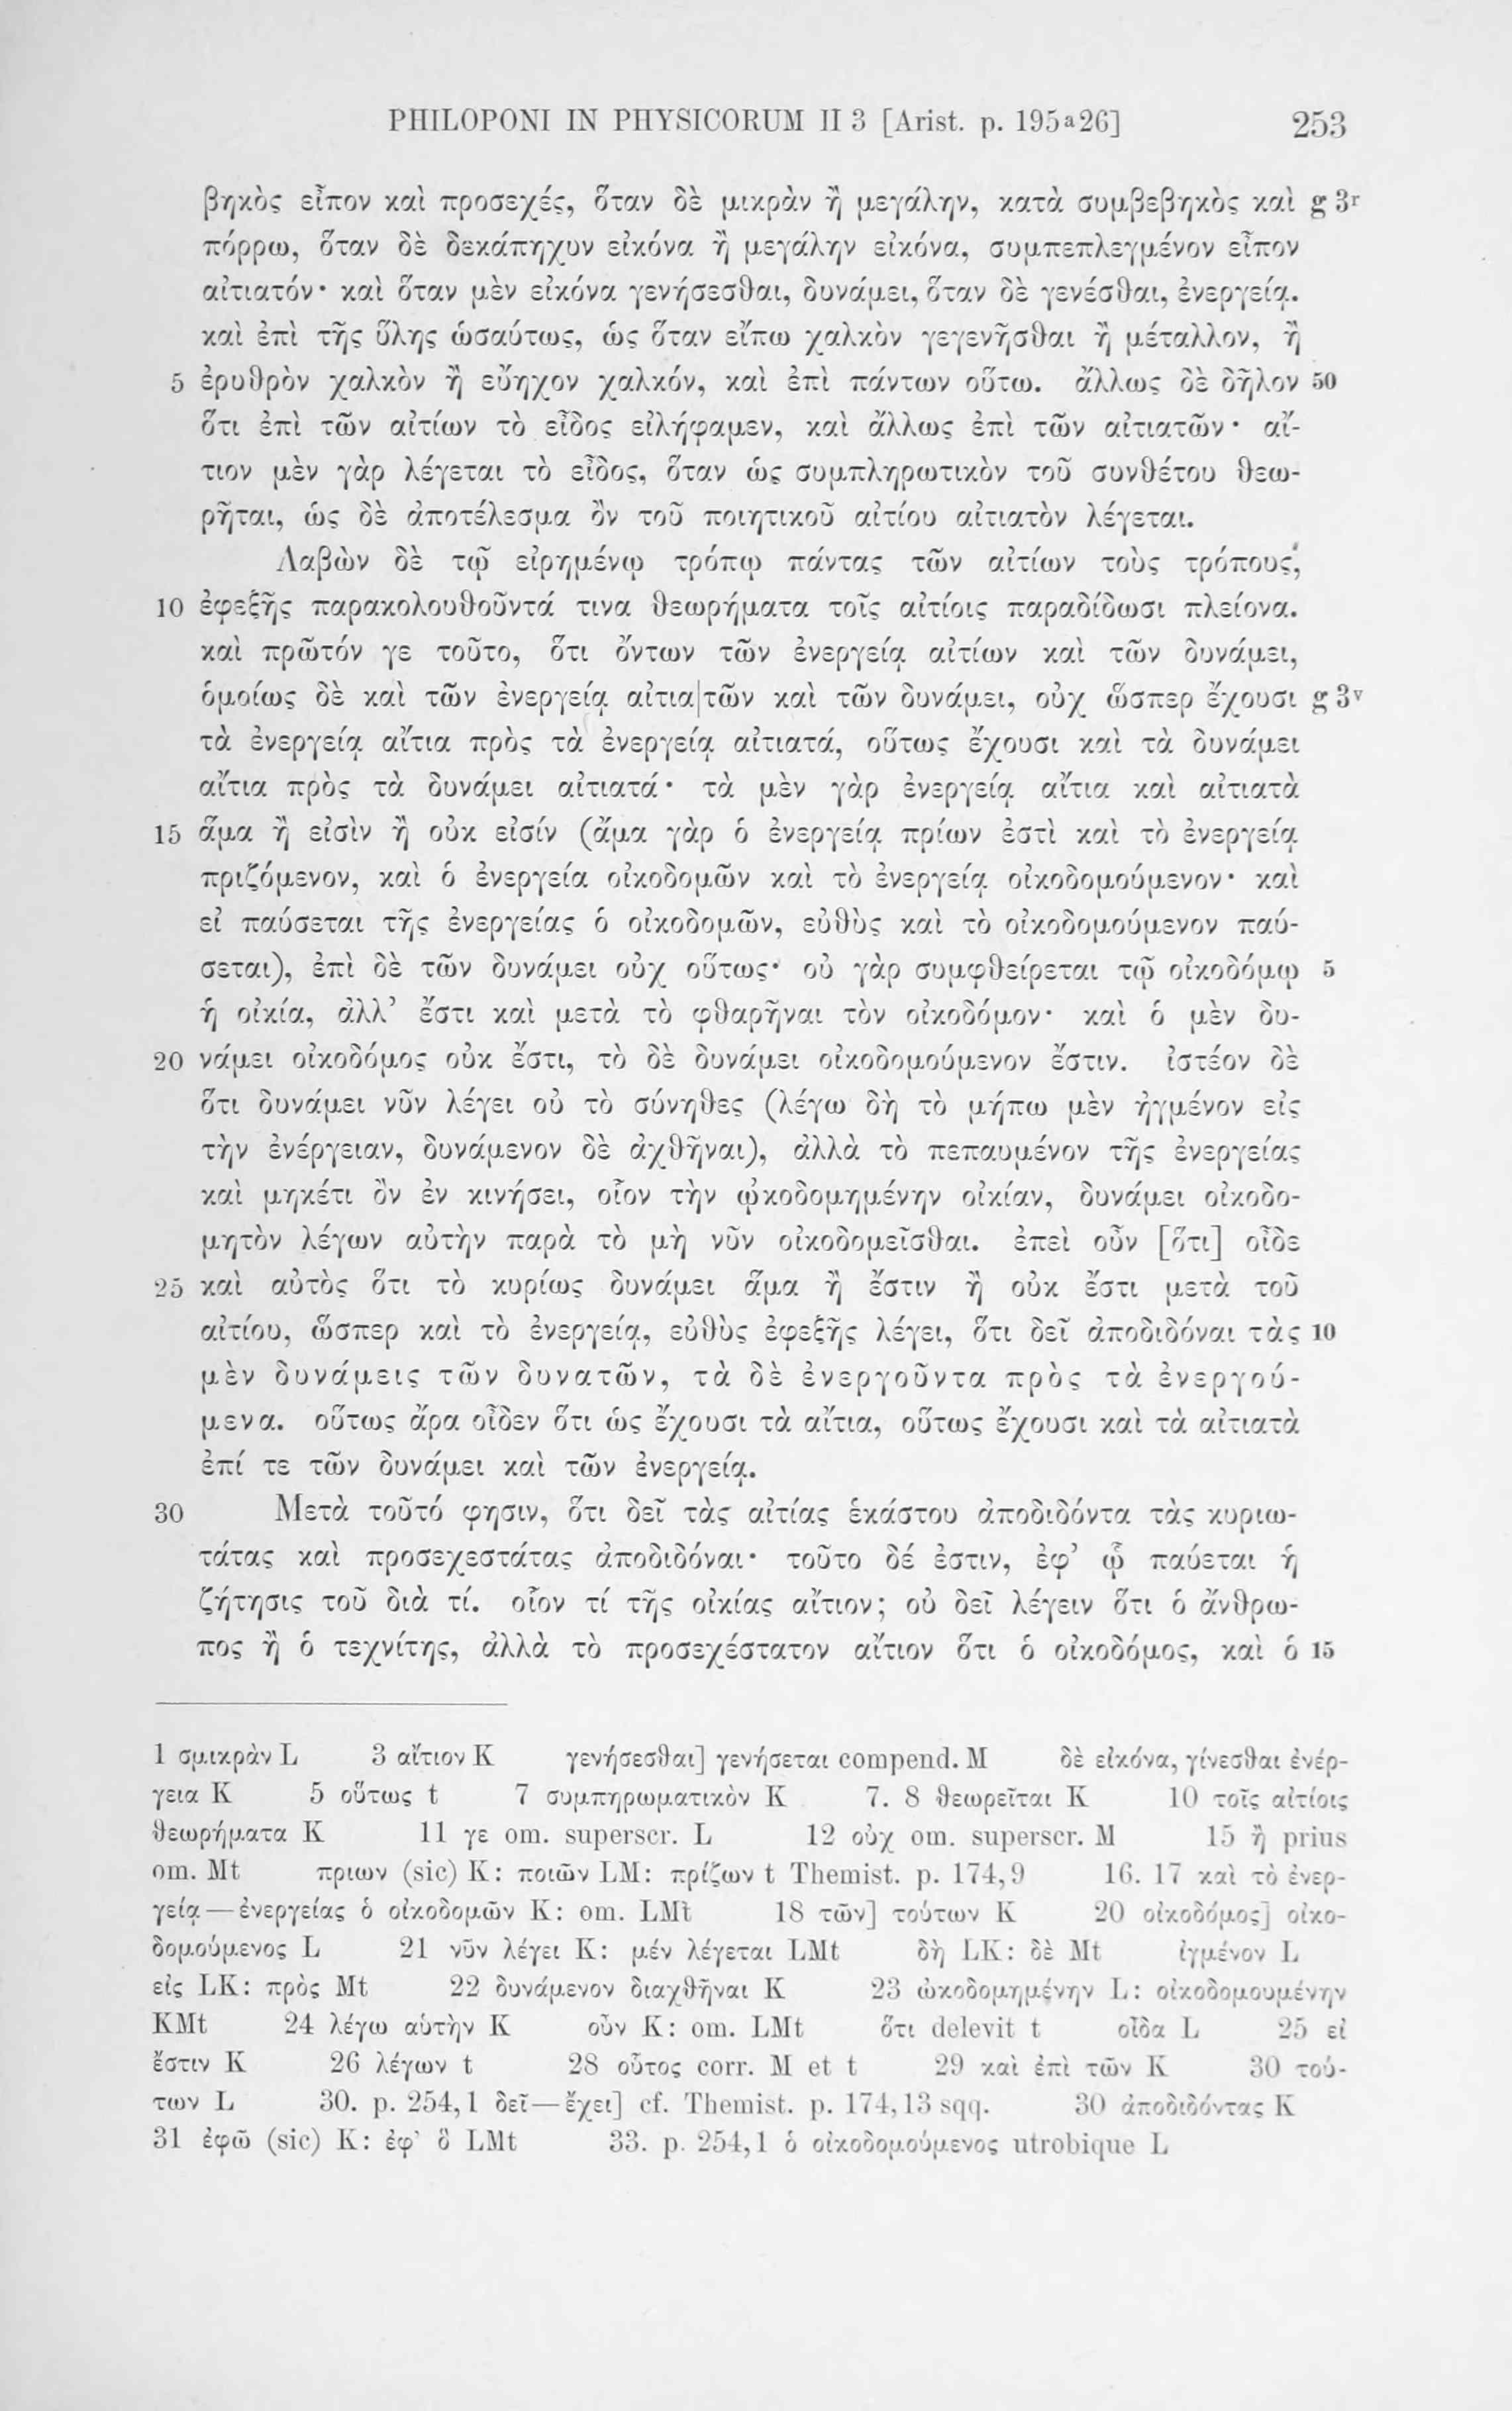 PHILOPONI IN PHYSICORUM II 3 [Arist. p. 195a26] 253
βηκὸς εἶπον καὶ προσεχές, ὅταν δὲ μικρὰν ἢ μεγάλην, κατὰ συμβεβηκὸς καὶ g 3r
πόρρω, ὅταν δὲ δεκάπηχυν εἰκόνα ἢ μεγάλην εἰκόνα, συμπεπλεγμένον εἶπον
αἰτιατόν· καὶ ὅταν μὲν εἰκόνα γενήσεσθαι, δυνάμει, ὅταν δὲ γενέσθαι, ἐνεργείᾳ.
καὶ ἐπὶ τῆς ὕλης ὡσαύτως, ὡς ὅταν εἴπω χαλκὸν γεγενῆσθαι ἢ μέταλλον, ἢ
5 ἐρυθρὸν χαλκὸν ἢ εὔηχον χαλκόν, καὶ ἐπὶ πάντων οὕτω. ἄλλως δὲ δῆλον 50
ὅτι ἐπὶ τῶν αἰτίων τὸ εἶδος εἰλήφαμεν, καὶ ἄλλως ἐπὶ τῶν αἰτιατῶν· αἴ-
τιον μὲν γὰρ λέγεται τὸ εἶδος, ὅταν ὡς συμπληρωτικὸν τοῦ συνθέτου θεω-
ρῆται, ὡς δὲ ἀποτέλεσμα ὂν τοῦ ποιητικοῦ αἰτίου αἰτιατὸν λέγεται.
Λαβὼν δὲ τῷ εἰρημένῳ τρόπῳ πάντας τῶν αἰτίων τοὺς τρόπους,
10 ἐφεξῆς παρακολουθοῦντά τινα θεωρήματα τοῖς αἰτίοις παραδίδωσι πλείονα.
καὶ πρῶτόν γε τοῦτο, ὅτι ὄντων τῶν ἐνεργείᾳ αἰτίων καὶ τῶν δυνάμει,
ὁμοίως δὲ καὶ τῶν ἐνεργείᾳ αἰτια|τῶν καὶ τῶν δυνάμει, οὐχ ὥσπερ ἔχουσι g 3v
τὰ ἐνεργείᾳ αἴτια πρὸς τὰ ἐνεργείᾳ αἰτιατά, οὕτως ἔχουσι καὶ τὰ δυνάμει
αἴτια πρὸς τὰ δυνάμει αἰτιατά· τὰ μὲν γὰρ ἐνεργείᾳ αἴτια καὶ αἰτιατὰ
15 ἅμα ἢ εἰσὶν ἢ οὐκ εἰσίν (ἅμα γὰρ ὁ ἐνεργείᾳ πρίων ἐστὶ καὶ τὸ ἐνεργείᾳ
πριζόμενον, καὶ ὁ ἐνεργείᾳ οἰκοδομῶν καὶ τὸ ἐνεργείᾳ οἰκοδομούμενον· καὶ
εἰ παύσεται τῆς ἐνεργείας ὁ οἰκοδομῶν, εὐθὺς καὶ τὸ οἰκοδομούμενον παύ-
σεται), ἐπὶ δὲ τῶν δυνάμει οὐχ οὕτως· οὐ γὰρ συμφθείρεται τῷ οἰκοδόμῳ 5
ἡ οἰκία, ἀλλ’ ἔστι καὶ μετὰ τὸ φθαρῆναι τὸν οἰκοδόμον· καὶ ὁ μὲν δυ-
20 νάμει οἰκοδόμος οὐκ ἔστι, τὸ δὲ δυνάμει οἰκοδομούμενον ἔστιν. ἰστέον δὲ
ὅτι δυνάμει νῦν λέγει οὐ τὸ σύνηθες (λέγω δὴ τὸ μήπω μὲν ἠγμένον εἰς
τὴν ἐνέργειαν, δυνάμενον δὲ ἀχθῆναι), ἀλλὰ τὸ πεπαυμένον τῆς ἐνεργείας
καὶ μηκέτι ὂν ἐν κινήσει, οἷον τὴν ᾠκοδομημένην οἰκίαν, δυνάμει οἰκοδο-
μητὸν λέγων αὐτὴν παρὰ τὸ μὴ νῦν οἰκοδομεῖσθαι. ἐπεὶ οὖν [ὅτι] οἶδε
25 καὶ αὐτὸς ὅτι τὸ κυρίως δυνάμει ἅμα ἢ ἔστιν ἢ οὐκ ἔστι μετὰ τοῦ
αἰτίου, ὥσπερ καὶ τὸ ἐνεργείᾳ, εὐθὺς ἐφεξῆς λέγει, ὅτι δεῖ ἀποδιδόναι τὰς 10
μὲν δυνάμεις τῶν δυνατῶν, τὰ δὲ ἐνεργοῦντα πρὸς τὰ ἐνεργού-
μενα. οὕτως ἄρα οἶδεν ὅτι ὡς ἔχουσι τὰ αἴτια, οὕτως ἔχουσι καὶ τὰ αἰτιατὰ
ἐπί τε τῶν δυνάμει καὶ τῶν ἐνεργείᾳ.
30 Μετὰ τοῦτό φησιν, ὅτι δεῖ τὰς αἰτίας ἑκάστου ἀποδιδόντα τὰς κυριω-
τάτας καὶ προσεχεστάτας ἀποδιδόναι· τοῦτο δέ ἐστιν, ἐφ’ ᾧ παύεται ἡ
ζήτησις τοῦ διὰ τί. οἷον τί τῆς οἰκίας αἴτιον; οὐ δεῖ λέγειν ὅτι ὁ ἄνθρω-
πος ἢ ὁ τεχνίτης, ἀλλὰ τὸ προσεχέστατον αἴτιον ὅτι ὁ οἰκοδόμος, καὶ ὁ 15
1 σμικρὰν L 3 αἴτιον K γενήσεσθαι] γενήσεται compend. M δὲ εἰκόνα, γίνεσθαι ἐνέρ-
γεια K 5 οὕτως t 7 συμπηρωματικὸν K 7. 8 θεωρεῖται K 10 τοῖς αἰτίοις
θεωρήματα K 11 γε om. superscr. L 12 οὐχ om. superscr. M 15 ἢ prius
om. Mt πριων (sic) K: ποιῶν LM: πρίζων t Themist. p. 174,9 16. 17 καὶ τὸ ἐνερ-
γείᾳ — ἐνεργείας ὁ οἰκοδομῶν K: om. LMt 18 τῶν] τούτων K 20 οἰκοδόμος] οἰκο-
δομούμενος L 21 νῦν λέγει K: μέν λέγεται LMt δὴ LK: δὲ Mt ἰγμένον L
εἰς LK: πρὸς Mt 22 δυνάμενον διαχθῆναι K 23 ὠκοδομημένην L: οἰκοδομουμένην
KMt 24 λέγω αὐτὴν K οὖν K: om. LMt ὅτι delevit t οἶδα L 25 εἰ
ἔστιν K 26 λέγων t 28 οὗτος corr. M et t 29 καὶ ἐπὶ τῶν K 30 τού-
των L 30. p. 254,1 δεῖ — ἔχει] cf. Themist. p. 174,13 sqq. 30 ἀποδιδόντας K
31 ἐφῶ (sic) K: ἐφ’ ὃ LMt 33. p. 254,1 ὁ οἰκοδομούμενος utrobique L